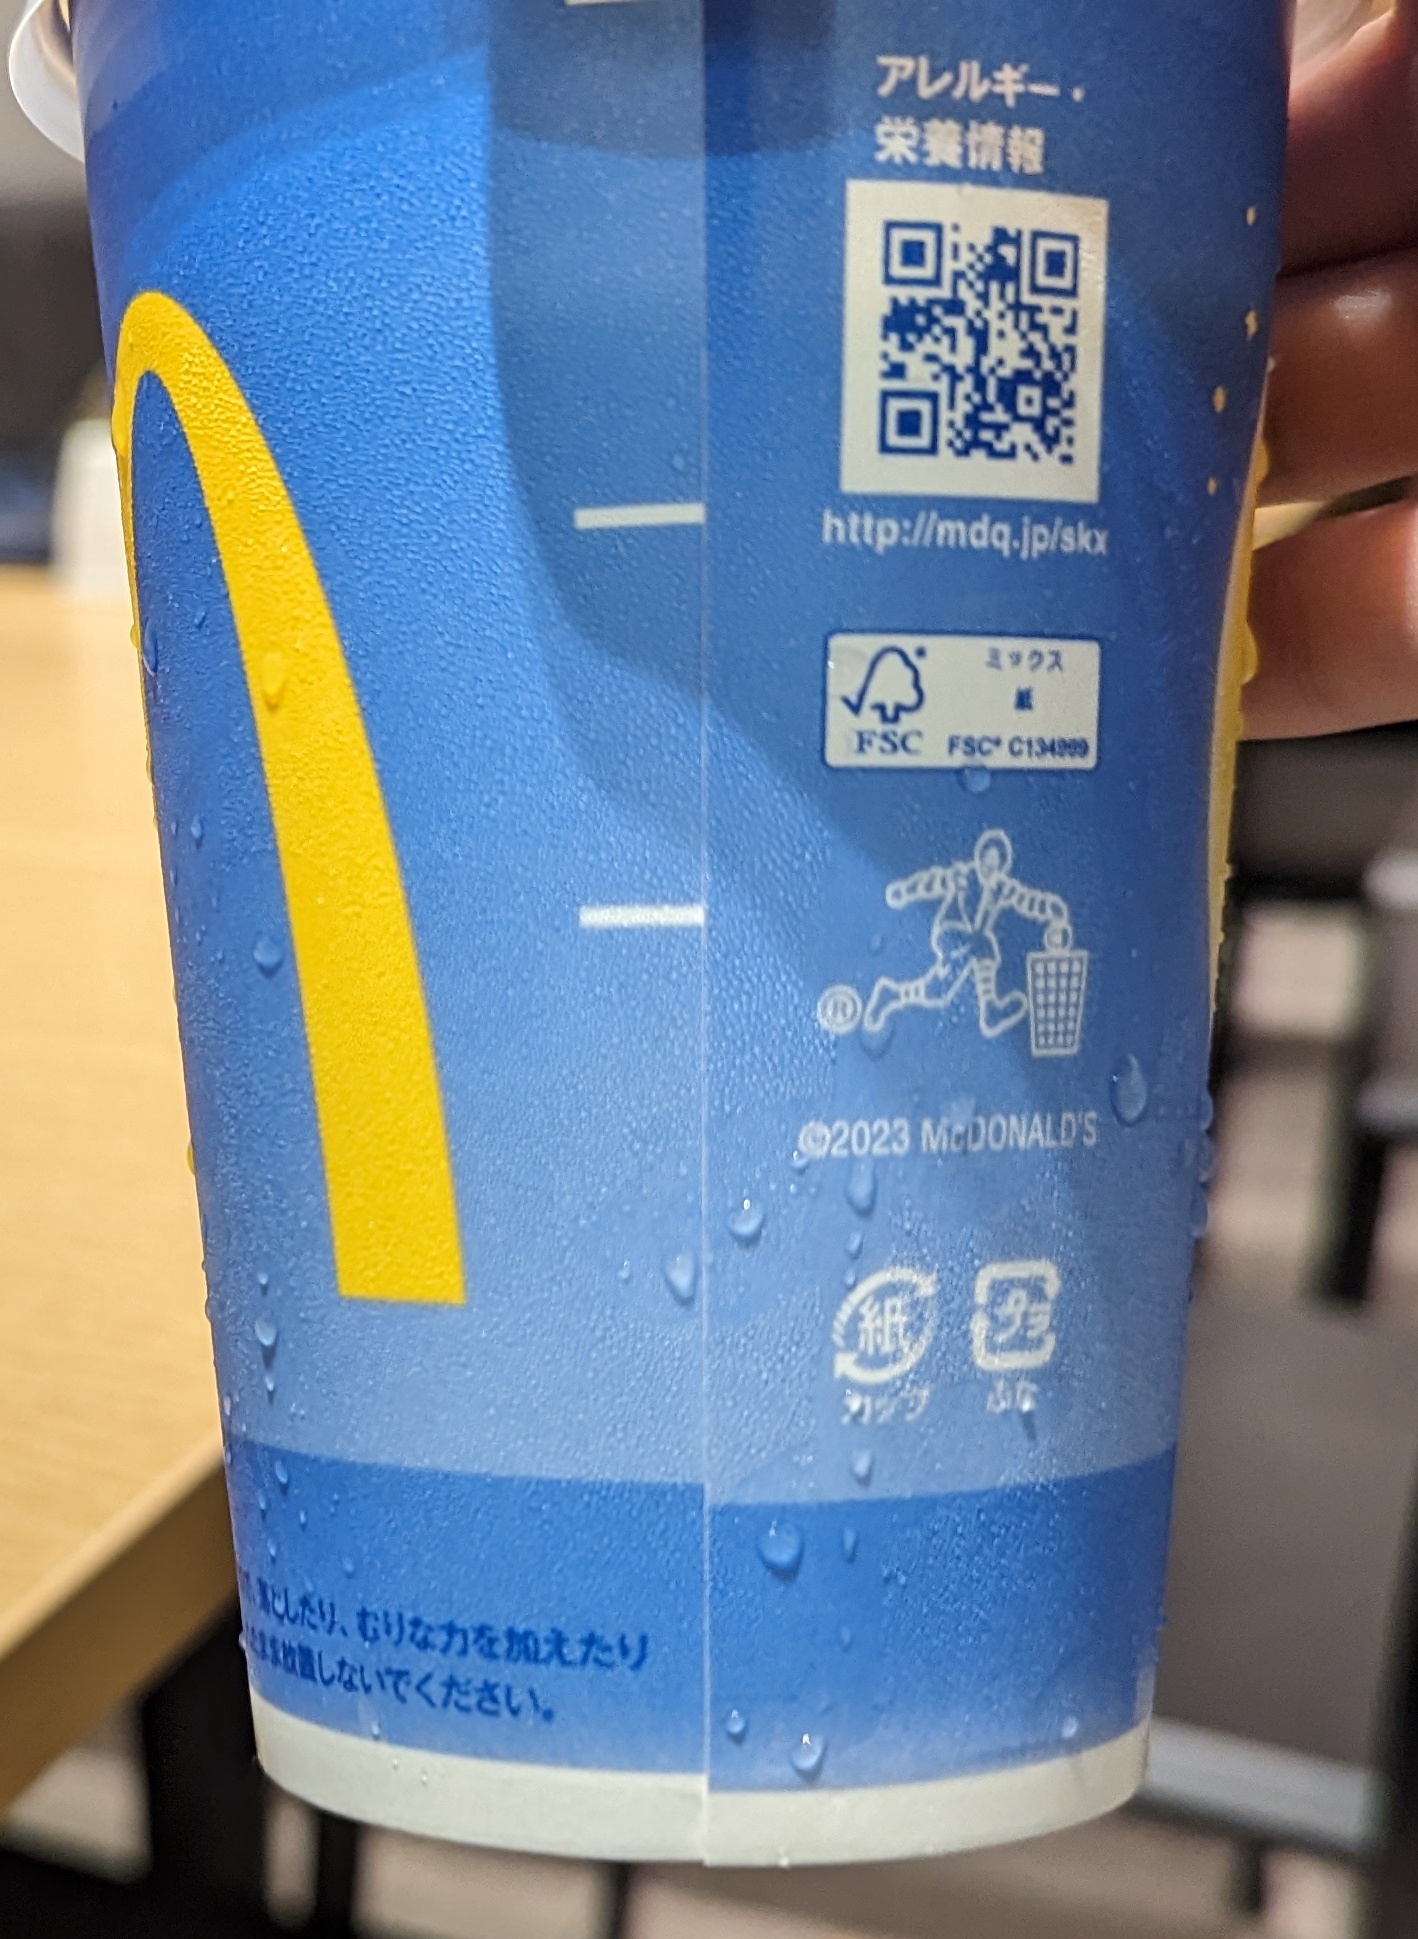 アレルギー・
栄養情報
http://mdq.jp/skx
ミックス
紙
FSC
FSC® C134999
®
©2023 McDONALD'S
紙
プラ
カップ
ふた
落としたり、むりな力を加えたり
まま放置しないでください。